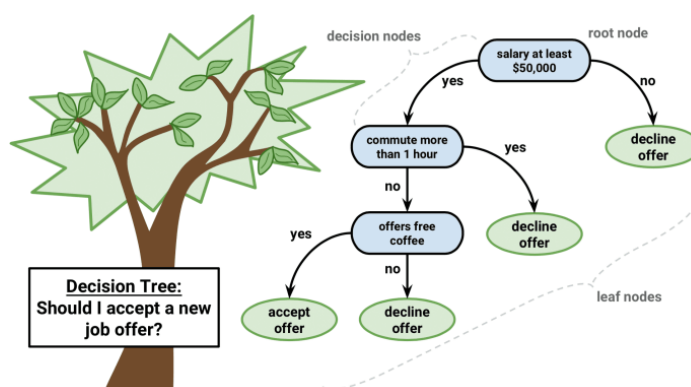 decision nodes
root node
salary at least
$50,000
yes
no
decline
offer
commute more
than 1 hour
yes
no
decline
offer
offers free
coffee
yes
no
accept
offer
decline
offer
leaf nodes
Decision Tree:
Should I accept a new
job offer?